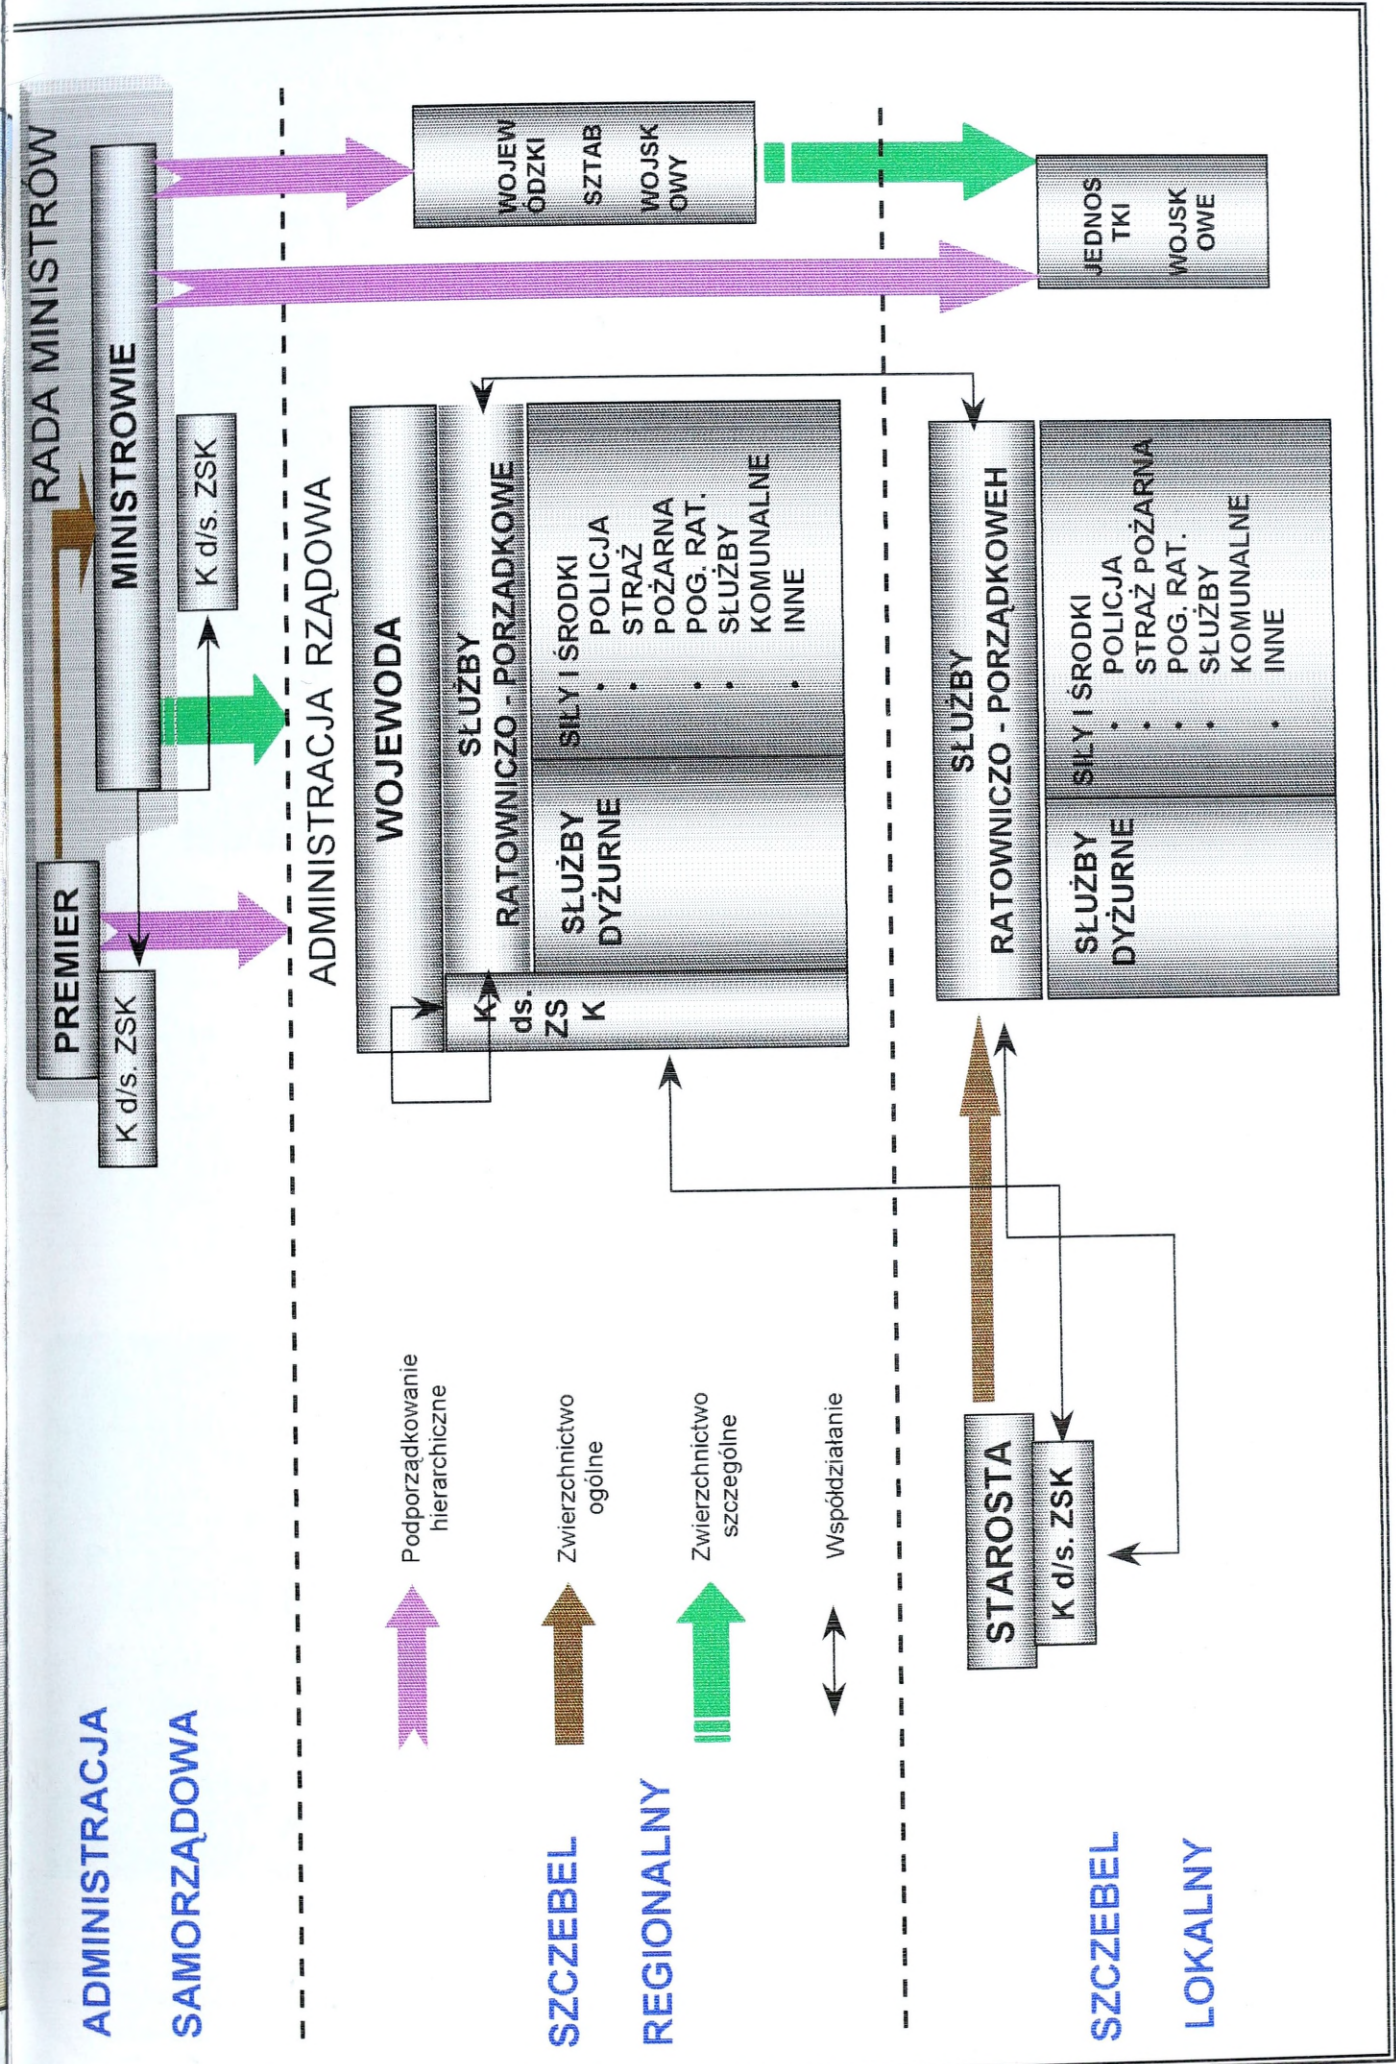 RADA MINISTRÓW
PREMIER
MINISTROWIE
K d/s. ZSK
K d/s. ZSK
ADMINISTRACJA
SAMORZĄDOWA
ADMINISTRACJA RZĄDOWA
WOJEWODA
SŁUŻBY
RATOWNICZO - PORZADKOWE
K
ds.
ZS
K
SŁUŻBY
DYŻURNE
SIŁY I ŚRODKI
• POLICJA
• STRAŻ
POŻARNA
• POG. RAT.
• SŁUŻBY
KOMUNALNE
• INNE
WOJEW
ÓDZKI
SZTAB
WOJSK
OWY
Podporządkowanie
hierarchiczne
Zwierzchnictwo
ogólne
Zwierzchnictwo
szczególne
Współdziałanie
SZCZEBEL
REGIONALNY
STAROSTA
K d/s. ZSK
SŁUŻBY
RATOWNICZO - PORZĄDKOWEH
SŁUŻBY
DYŻURNE
SIŁY I ŚRODKI
• POLICJA
• STRAŻ POŻARNA
• POG. RAT.
• SŁUŻBY
KOMUNALNE
• INNE
JEDNOS
TKI
WOJSK
OWE
SZCZEBEL
LOKALNY